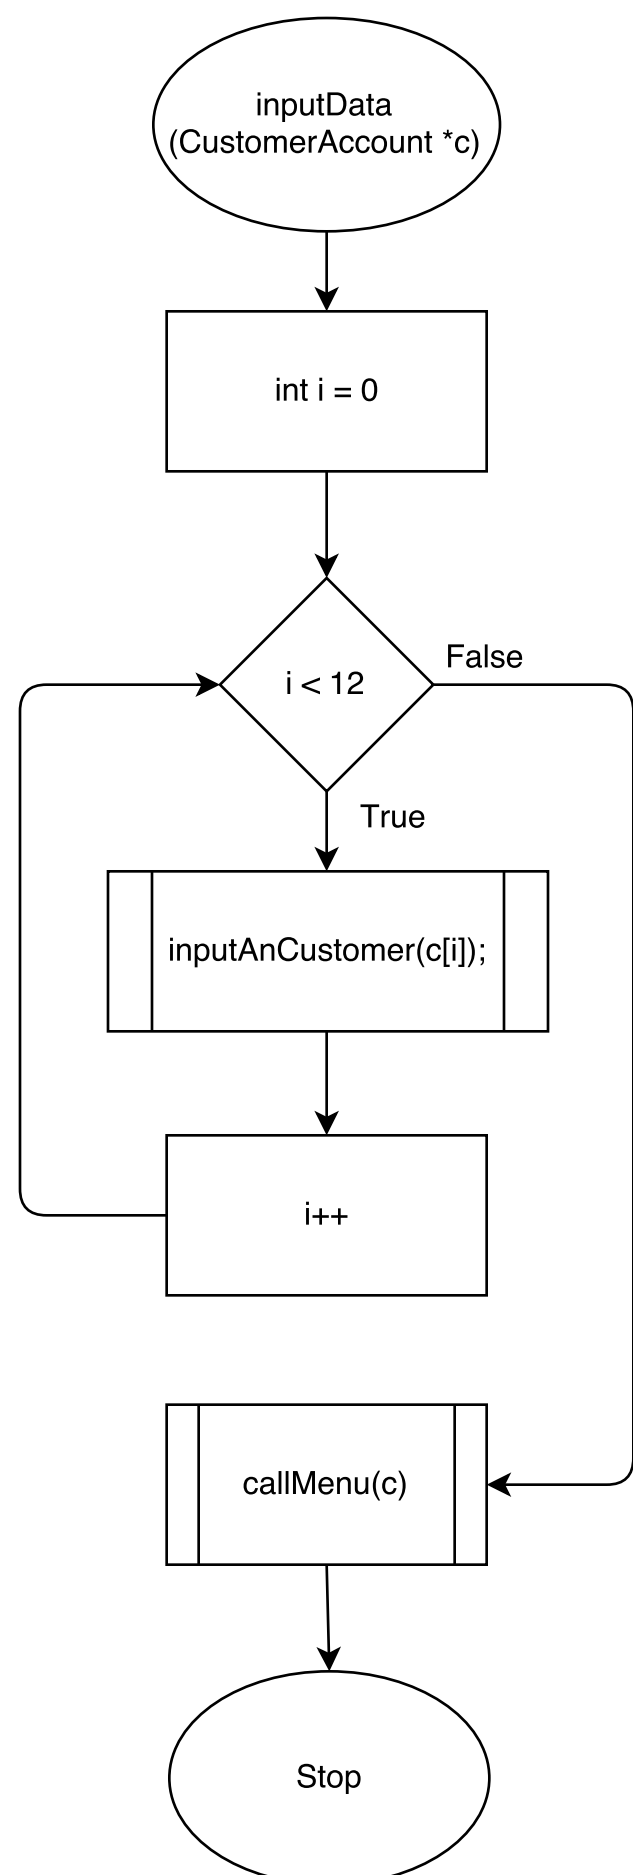 inputData
(CustomerAccount *c)
int i = 0
i < 12
False
True
inputAnCustomer(c[i]);
i++
callMenu(c)
Stop